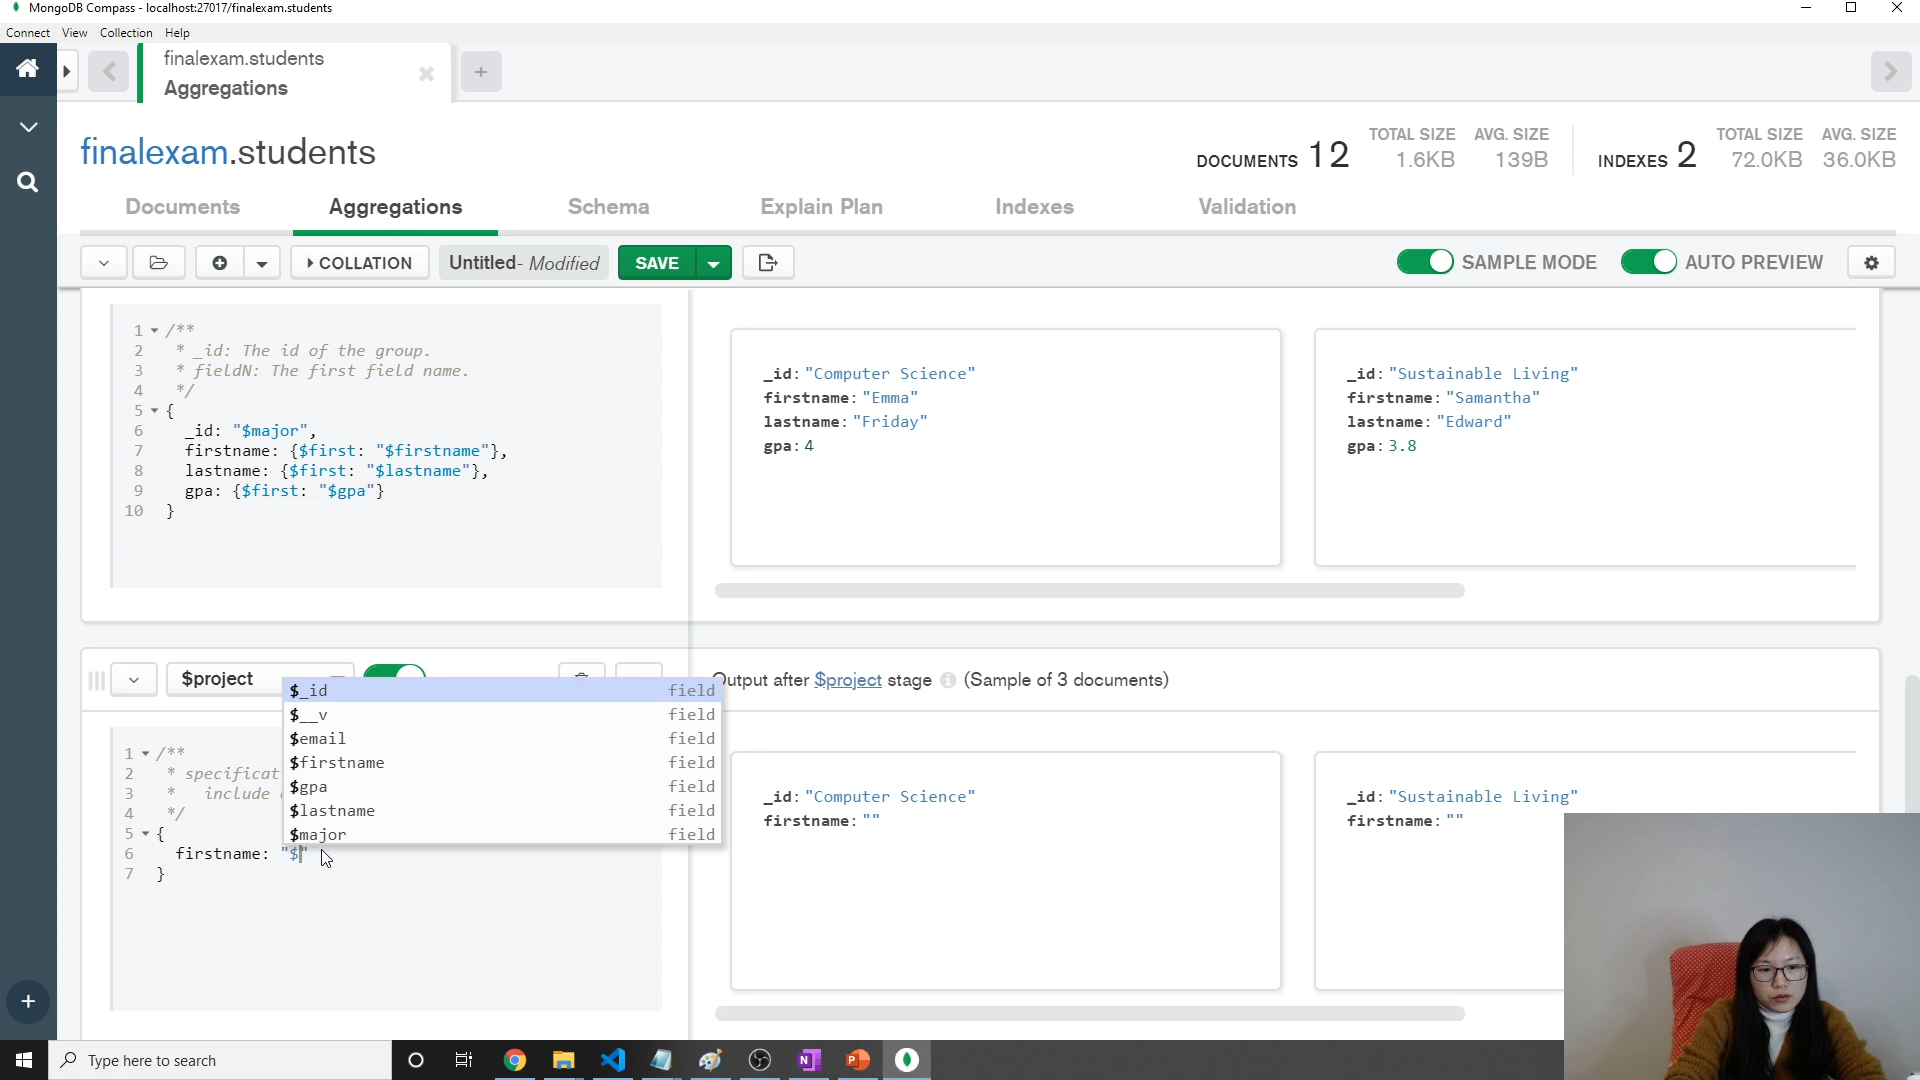 MongoDB Compass - localhost:27017/finalexam.students
Connect View Collection Help
finalexam.students
Aggregations
finalexam.students
DOCUMENTS 12 TOTAL SIZE 1.6KB AVG. SIZE 139B INDEXES 2 TOTAL SIZE 72.0KB AVG. SIZE 36.0KB
Documents Aggregations Schema Explain Plan Indexes Validation
COLLATION Untitled- Modified SAVE SAMPLE MODE AUTO PREVIEW
1 /**
2 * _id: The id of the group.
3 * fieldN: The first field name.
4 */
5 {
6 _id: "$major",
7 firstname: {$first: "$firstname"},
8 lastname: {$first: "$lastname"},
9 gpa: {$first: "$gpa"}
10 }
_id: "Computer Science"
firstname: "Emma"
lastname: "Friday"
gpa: 4
_id: "Sustainable Living"
firstname: "Samantha"
lastname: "Edward"
gpa: 3.8
$project
Output after $project stage (Sample of 3 documents)
$_id field
$__v field
$email field
$firstname field
$gpa field
$lastname field
$major field
1 /**
2 * specificat
3 * include
4 */
5 {
6 firstname: "$"
7 }
_id: "Computer Science"
firstname: ""
_id: "Sustainable Living"
firstname: ""
Type here to search